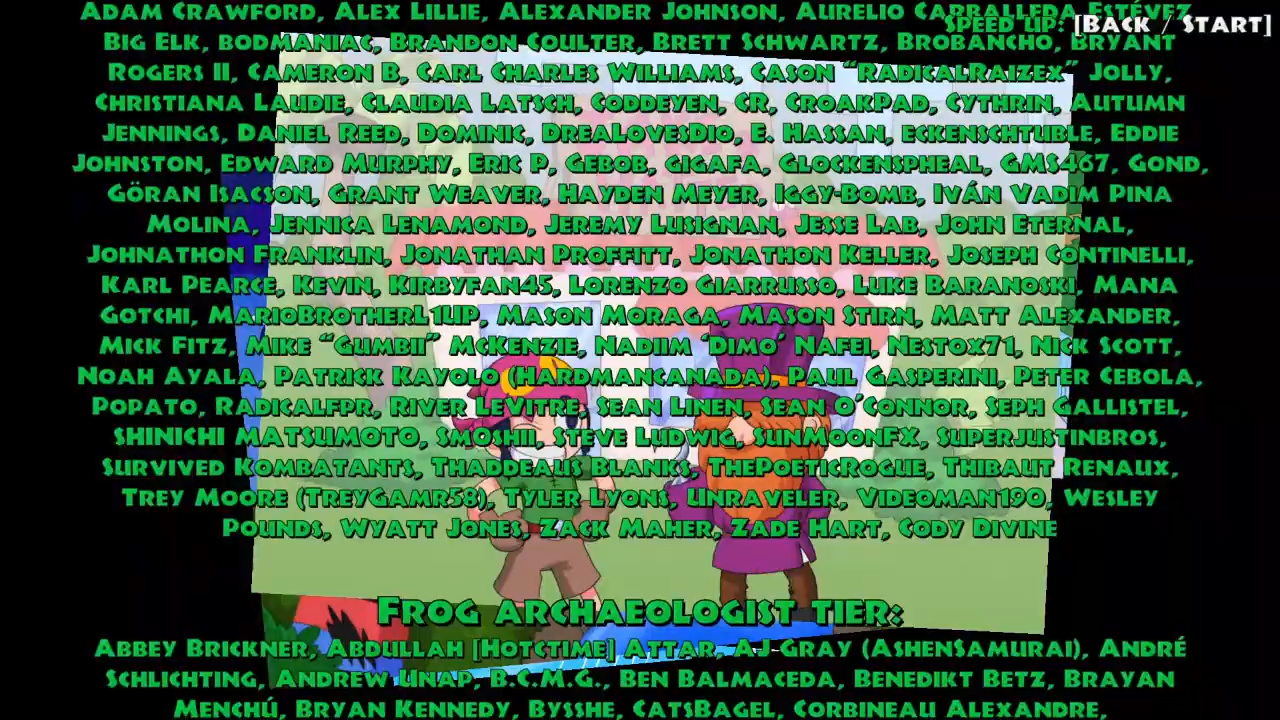 Adam Crawford, Alex Lillie, Alexander Johnson, Aurelio Carballeda Estévez,
Speed up: [Back / Start]
Big Elk, bodmaniac, Brandon Coulter, Brett Schwartz, Brobancho, Bryant
Rogers II, Cameron B, Carl Charles Williams, Cason “RadicalRaizex” Jolly,
Christiana Laudie, Claudia Latsch, Coddeyen, CR, CroakPad, Cythrin, Autumn
Jennings, Daniel Reed, Dominic, DreaLovesDio, E. Hassan, eckenschtuble, Eddie
Johnston, Edward Murphy, Eric P, Gebob, gigafa, Glockenspheal, GMS467, Gond,
Göran Isacson, Grant Weaver, Hayden Meyer, Iggy-Bomb, Iván Vadim Pina
Molina, Jennica Lenamond, Jeremy Lusignan, Jesse Lab, John Eternal,
Johnathon Franklin, Jonathan Proffitt, Jonathon Keller, Joseph Continelli,
Karl Pearce, Kevin, Kirbyfan45, Lorenzo Giarrusso, Luke Baranoski, Mana
Gotchi, MarioBrotherL1UP, Mason Moraga, Mason Stirn, Matt Alexander,
Mick Fitz, Mike “Gumbii” McKenzie, Nadiim ‘Dimo’ Nafei, Nestox71, Nick Scott,
Noah Ayala, Patrick Kayolo (Hardmancanada), Paul Gasperini, Peter Cebola,
Popato, Radicalfpr, River LeVitre, Sean Linen, Sean O’Connor, Seph Gallistel,
SHINICHI MATSUMOTO, Smoshii, Steve Ludwig, SunMoonFX, superjustinbros,
Survived Kombatants, Thaddeaus Blanks, ThePoeticRogue, Thibaut Renaux,
Trey Moore (TreyGamr58), Tyler Lyons, Unraveler, Videoman190, Wesley
Pounds, Wyatt Jones, Zack Maher, Zade Hart, Cody Divine
Frog archaeologist tier:
Abbey Brickner, Abdullah [Hotctime] Attar, AJ Gray (AshenSamurai), André
Schlichting, Andrew Unap, B.C.M.G., Ben Balmaceda, Benedikt Betz, Brayan
Menchú, Bryan Kennedy, Bysshe, CatsBagel, Corbineau Alexandre,